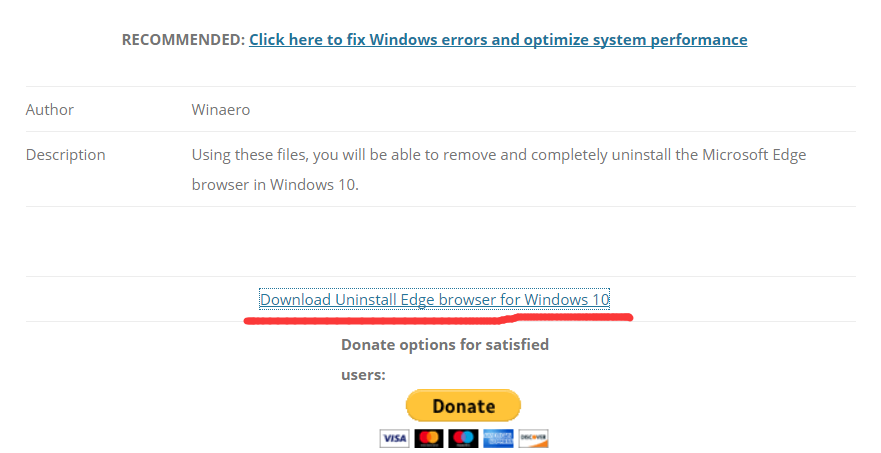 RECOMMENDED: Click here to fix Windows errors and optimize system performance
Author Winaero
Description Using these files, you will be able to remove and completely uninstall the Microsoft Edge
browser in Windows 10.
Download Uninstall Edge browser for Windows 10
Donate options for satisfied
users:
Donate
VISA DISCOVER